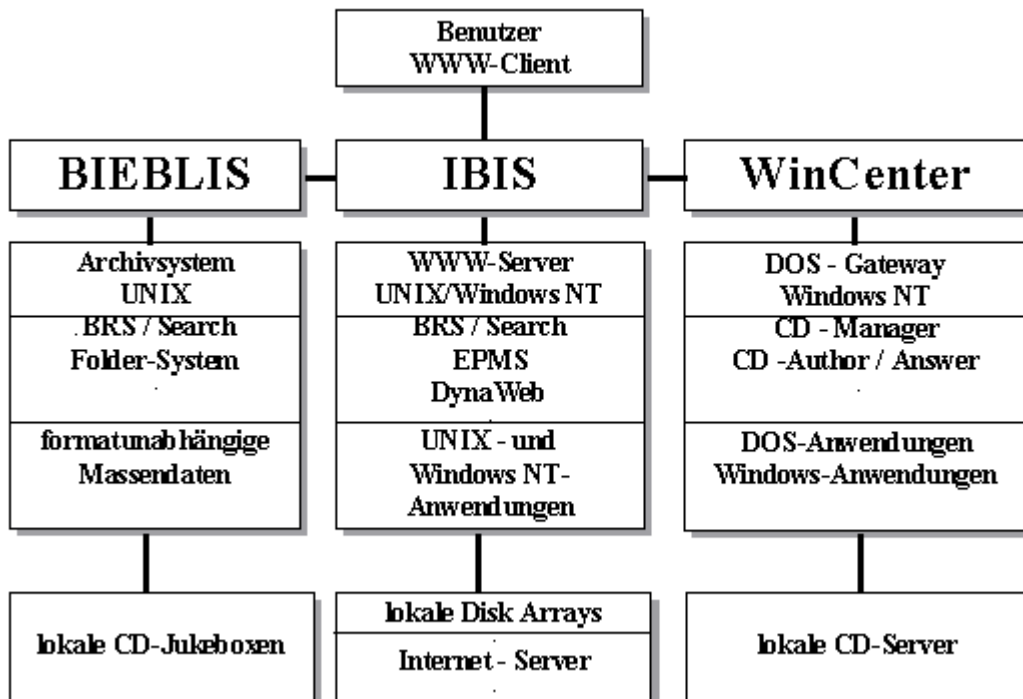 Benutzer
WWW-Client
BIEBLIS
IBIS
WinCenter
Archivsystem
UNIX
. BRS / Search
Folder-System
.
formatunabhängige
Massendaten
WWW-Server
UNIX/Windows NT
BRS / Search
EPMS
DynaWeb
.
UNIX - und
Windows NT-
Anwendungen
DOS - Gateway
Windows NT
CD - Manager
CD -Author / Answer
.
DOS-Anwendungen
Windows-Anwendungen
lokale CD-Jukeboxen
lokale Disk Arrays
.
Internet - Server
.
lokale CD-Server